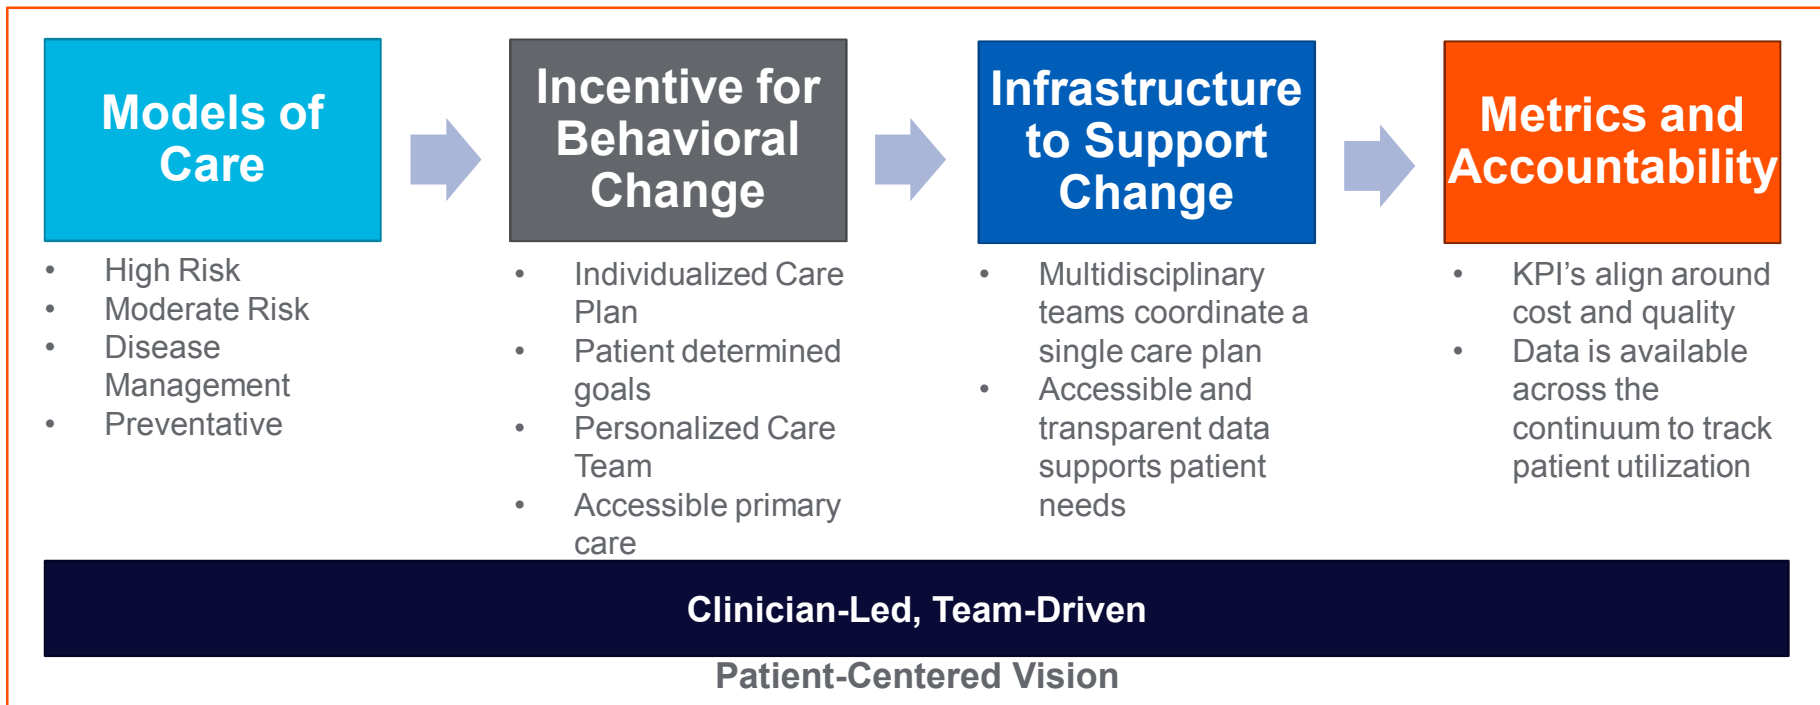 Models of
Care
Incentive for
Behavioral
Change
Infrastructure
to Support
Change
Metrics and
Accountability
• High Risk
• Moderate Risk
• Disease
Management
• Preventative
• Individualized Care
Plan
• Patient determined
goals
• Personalized Care
Team
• Accessible primary
care
• Multidisciplinary
teams coordinate a
single care plan
• Accessible and
transparent data
supports patient
needs
• KPI’s align around
cost and quality
• Data is available
across the
continuum to track
patient utilization
Clinician-Led, Team-Driven
Patient-Centered Vision